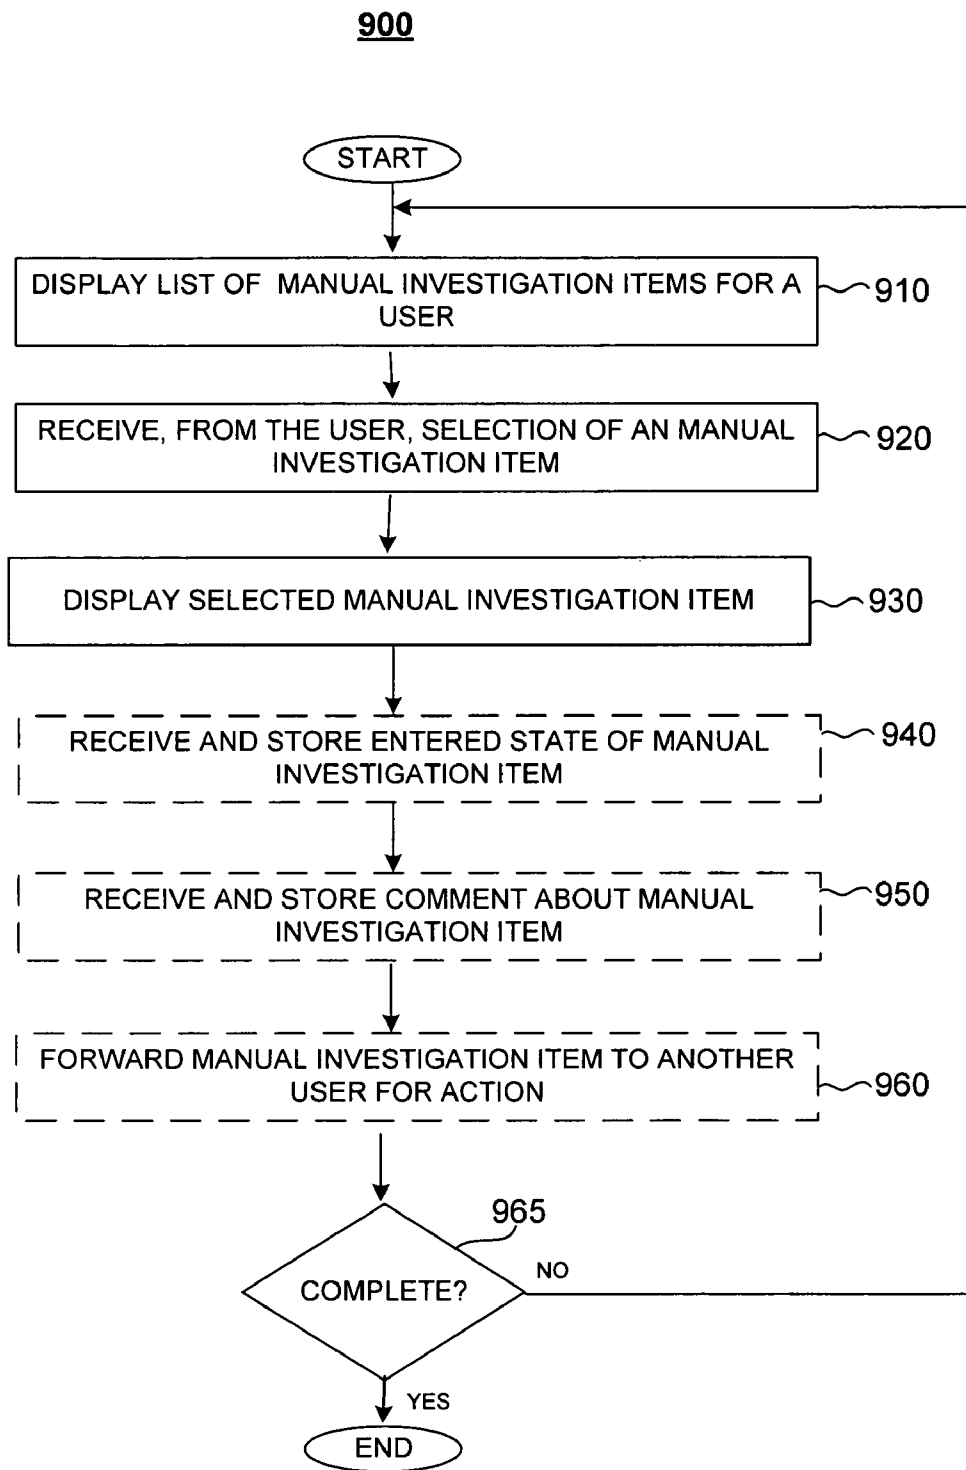 900
START
DISPLAY LIST OF MANUAL INVESTIGATION ITEMS FOR A
USER
910
RECEIVE, FROM THE USER, SELECTION OF AN MANUAL
INVESTIGATION ITEM
920
DISPLAY SELECTED MANUAL INVESTIGATION ITEM
930
RECEIVE AND STORE ENTERED STATE OF MANUAL
INVESTIGATION ITEM
940
RECEIVE AND STORE COMMENT ABOUT MANUAL
INVESTIGATION ITEM
950
FORWARD MANUAL INVESTIGATION ITEM TO ANOTHER
USER FOR ACTION
960
965
COMPLETE?
NO
YES
END